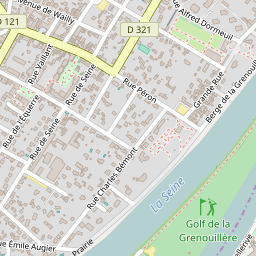 Avenue de Wailly
Rue Alfred Dormeuil
D 121
D 321
Rue Vaillant
Rue de Seine
Rue Péron
Grande Rue
Berge de la Grenouill
Rue de l'Équerre
Rue de Seine
Rue Charles Bémont
La Seine
Golf de la
Grenouillère
Rue Émile Augier
Prairie